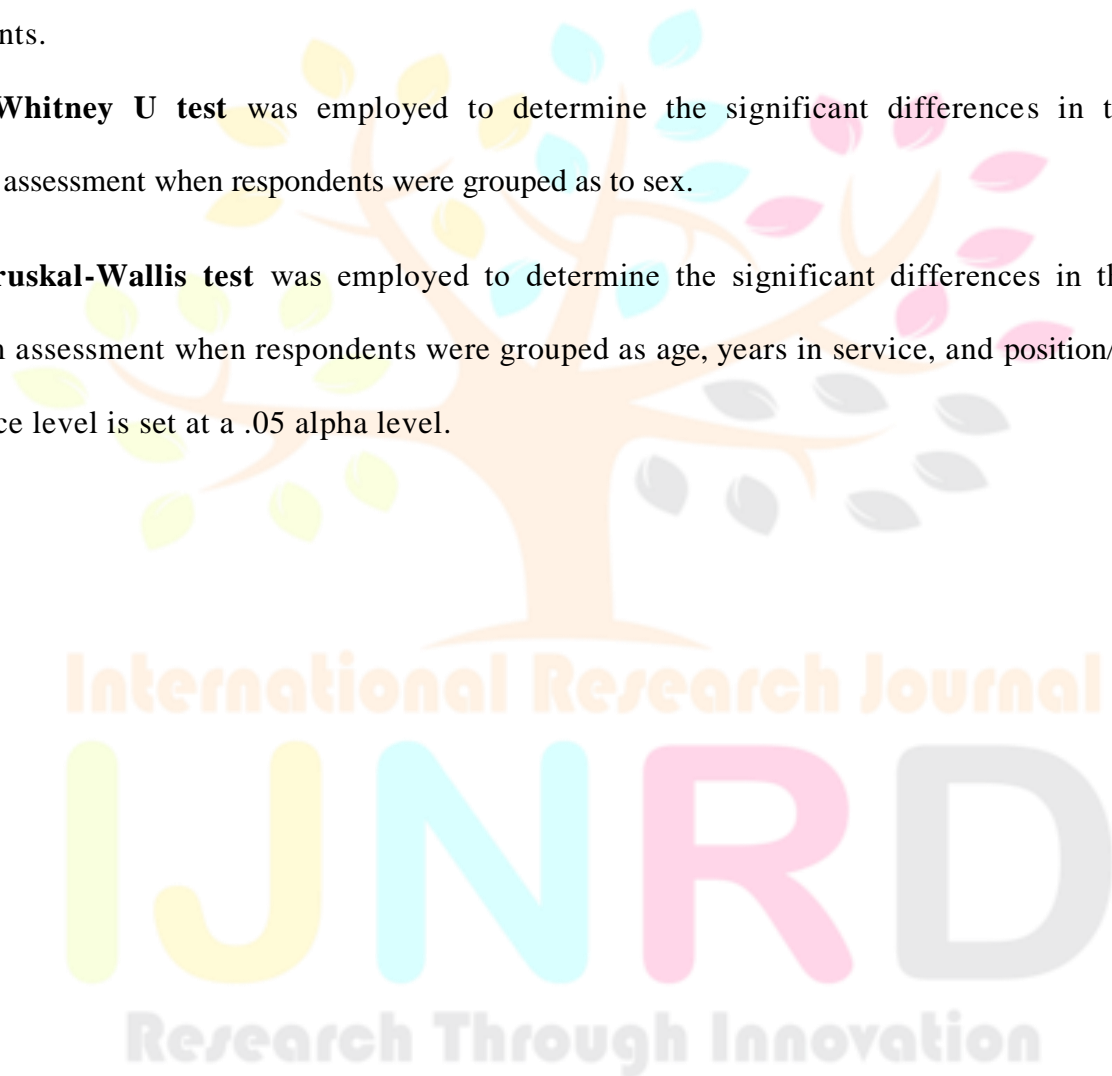 nts.
Whitney U test was employed to determine the significant differences in t
assessment when respondents were grouped as to sex.
ruskal-Wallis test was employed to determine the significant differences in th
assessment when respondents were grouped as age, years in service, and position/
ce level is set at a .05 alpha level.
International Research Journal
IJNRD
Research Through Innovation